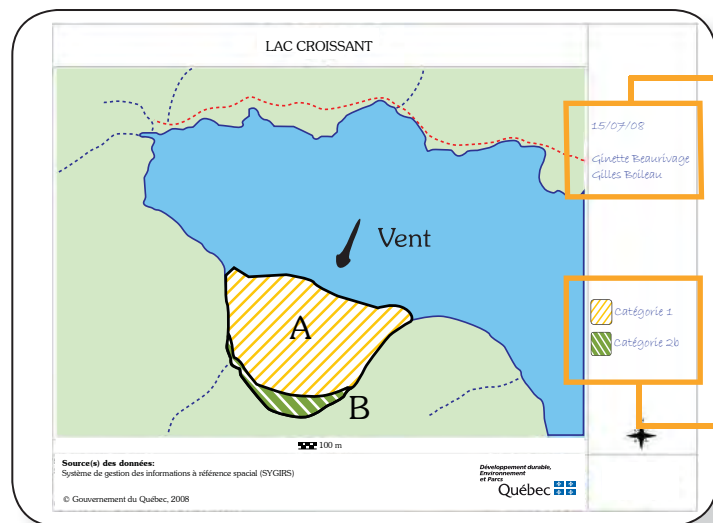 LAC CROISSANT
15/07/08
Ginette Beaurivage
Gilles Boileau
Vent
A
B
Catégorie 1
Catégorie 2b
100 m
Source(s) des données:
Système de gestion des informations à référence spacial (SYGIRS)
© Gouvernement du Québec, 2008
Développement durable,
Environnement
et Parcs
Québec